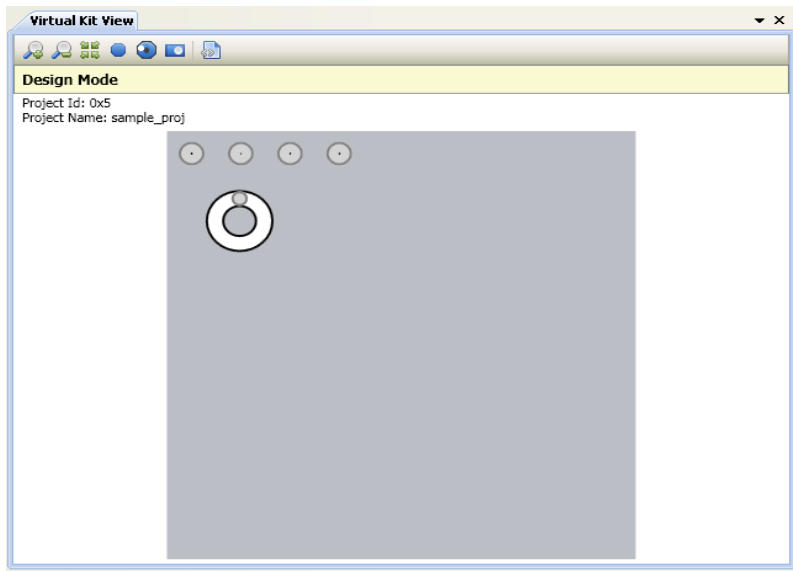 Virtual Kit View
Design Mode
Project Id: 0x5
Project Name: sample_proj